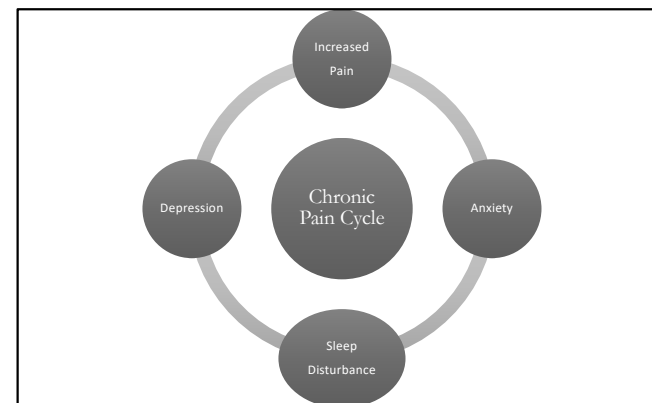 Increased
Pain
Depression
Chronic
Pain Cycle
Anxiety
Sleep
Disturbance